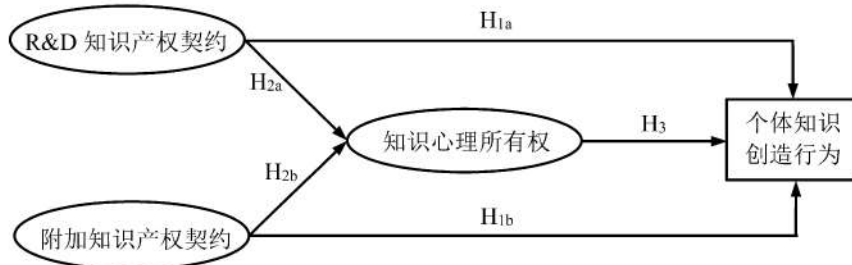 H1a
R&D 知识产权契约
H2a
知识心理所有权
H3
个体知识
创造行为
H2b
附加知识产权契约
H1b